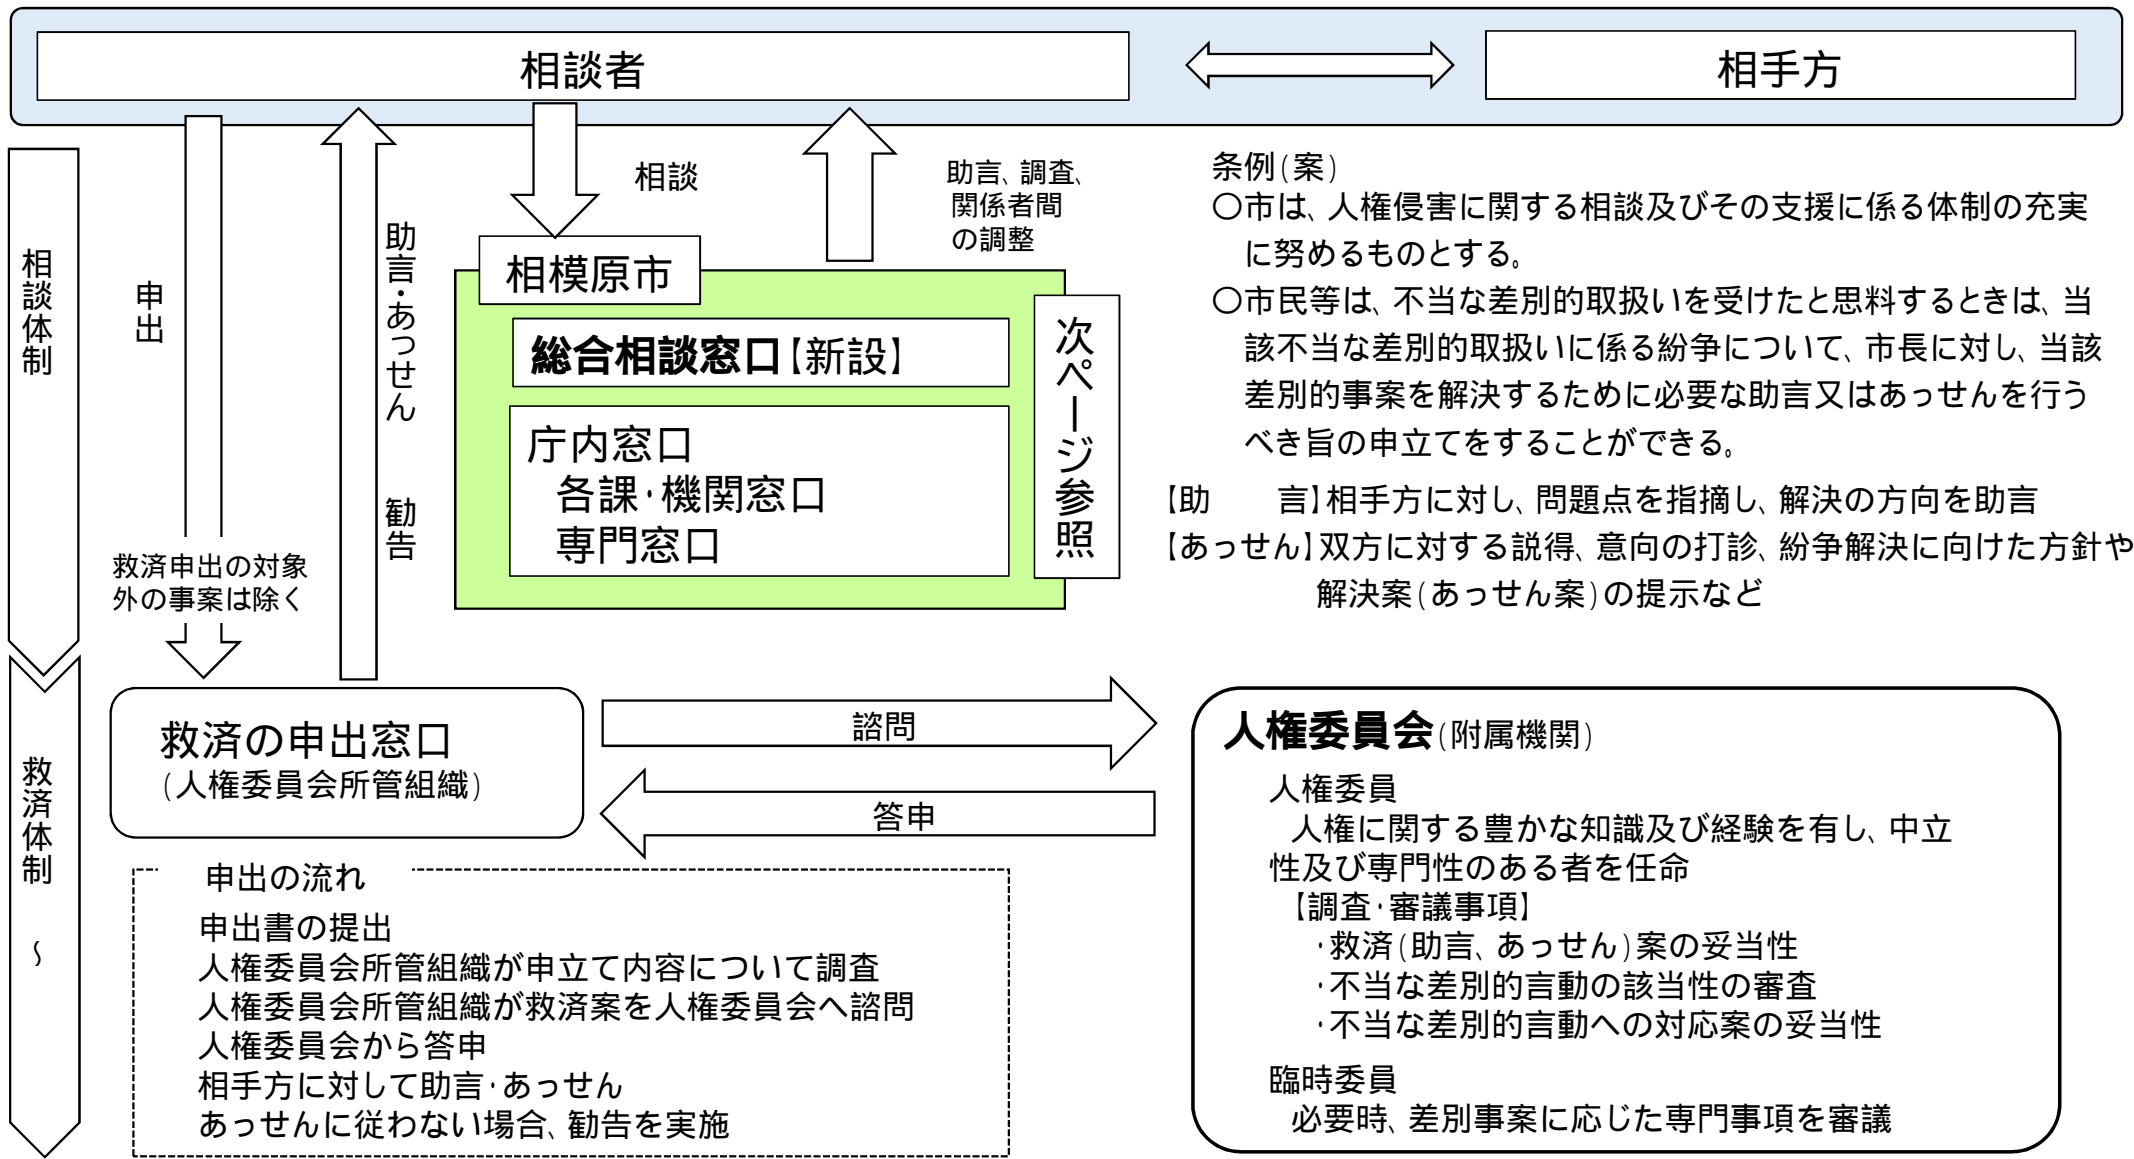 相談者
相手方
相談体制
申出
救済申出の対象
外の事案は除く
助言・あっせん　勧告
相談
助言、調査、
関係者間
の調整
相模原市
総合相談窓口【新設】
庁内窓口
各課・機関窓口
専門窓口
次ページ参照
条例(案)
〇市は、人権侵害に関する相談及びその支援に係る体制の充実
に努めるものとする。
〇市民等は、不当な差別的取扱いを受けたと思料するときは、当
該不当な差別的取扱いに係る紛争について、市長に対し、当該
差別的事案を解決するために必要な助言又はあっせんを行う
べき旨の申立てをすることができる。
【助　　言】相手方に対し、問題点を指摘し、解決の方向を助言
【あっせん】双方に対する説得、意向の打診、紛争解決に向けた方針や
解決案(あっせん案)の提示など
救済体制　～
救済の申出窓口
(人権委員会所管組織)
諮問
答申
申出の流れ
申出書の提出
人権委員会所管組織が申立て内容について調査
人権委員会所管組織が救済案を人権委員会へ諮問
人権委員会から答申
相手方に対して助言・あっせん
あっせんに従わない場合、勧告を実施
人権委員会(附属機関)
人権委員
人権に関する豊かな知識及び経験を有し、中立
性及び専門性のある者を任命
【調査・審議事項】
・救済(助言、あっせん)案の妥当性
・不当な差別的言動の該当性の審査
・不当な差別的言動への対応案の妥当性
臨時委員
必要時、差別事案に応じた専門事項を審議